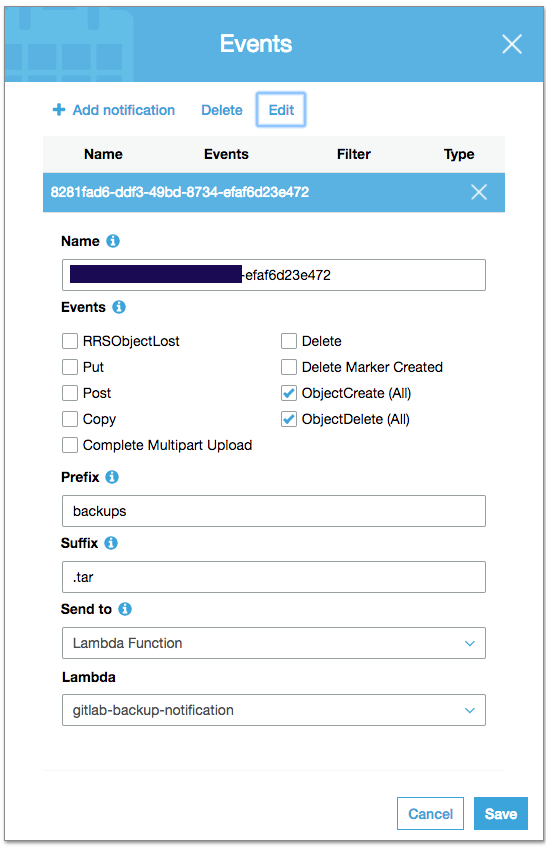 Events
Add notification Delete Edit
Name Events Filter Type
8281fad6-ddf3-49bd-8734-efaf6d23e472
Name
-efaf6d23e472
Events
RRSObjectLost Delete
Put Delete Marker Created
Post ObjectCreate (All)
Copy ObjectDelete (All)
Complete Multipart Upload
Prefix
backups
Suffix
.tar
Send to
Lambda Function
Lambda
gitlab-backup-notification
Cancel Save